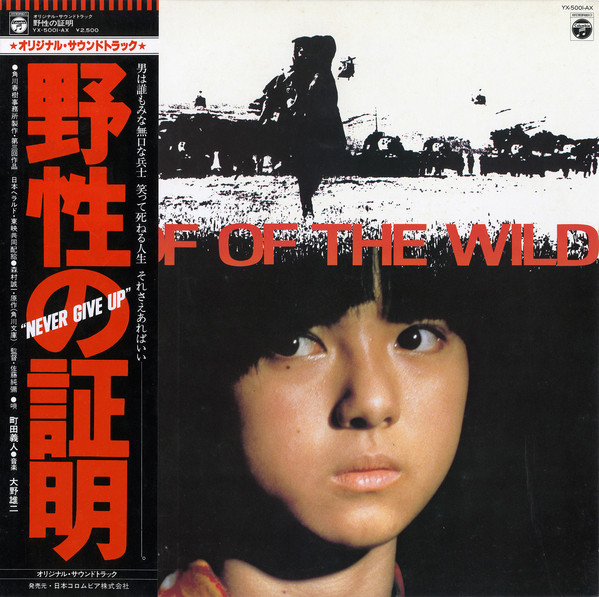 オリジナル・サウンドトラック
野性の証明
YX-5001-AX ¥2,500
★オリジナル・サウンドトラック★
野性の証明
"NEVER GIVE UP"
男は誰もみな無口な兵士 笑って死ねる人生 それさえあればいい———。
●角川春樹事務所製作・第三回作品 日本ヘラルド・東映共同配給●森村誠一・原作(角川文庫) 監督・佐藤純彌 ●唄 町田義人●音楽 大野雄二
オリジナル・サウンドトラック
発売元・日本コロムビア株式会社
YX-5001-AX
OF OF THE WILD